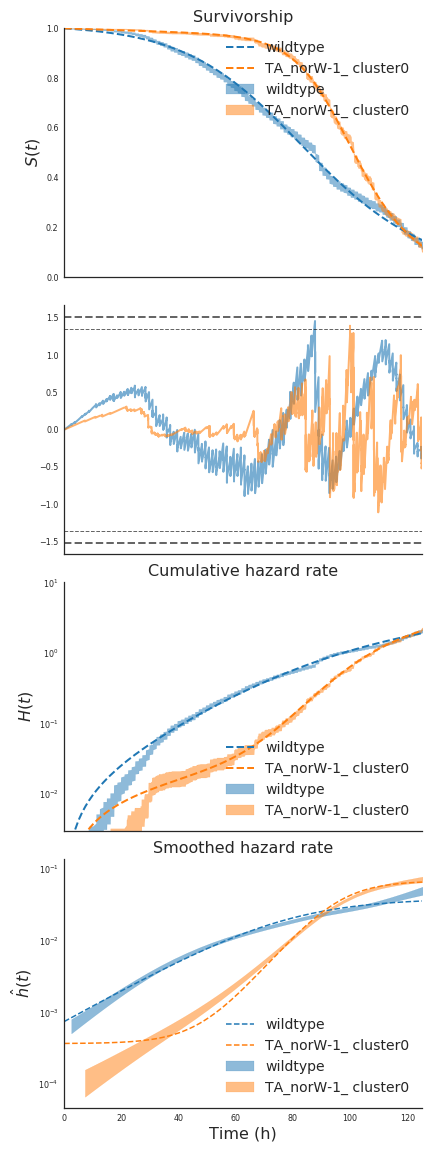 Survivorship
1.0
0.8
0.6
0.4
0.2
0.0
S(t)
wildtype
TA_norW-1_ cluster0
wildtype
TA_norW-1_ cluster0
1.5
1.0
0.5
0.0
−0.5
−1.0
−1.5
Cumulative hazard rate
10¹
10⁰
10⁻¹
10⁻²
H(t)
wildtype
TA_norW-1_ cluster0
wildtype
TA_norW-1_ cluster0
Smoothed hazard rate
10⁻¹
10⁻²
10⁻³
10⁻⁴
ĥ(t)
wildtype
TA_norW-1_ cluster0
wildtype
TA_norW-1_ cluster0
0 20 40 60 80 100 120
Time (h)